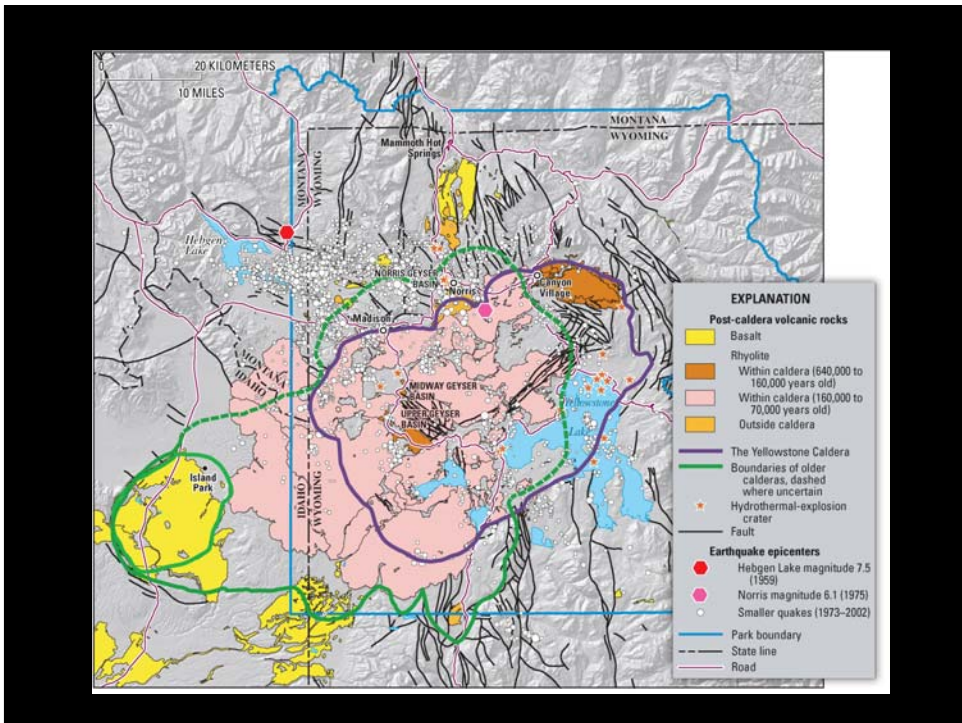 0
20 KILOMETERS
10 MILES
MONTANA
WYOMING
Mammoth Hot
Springs
MONTANA
WYOMING
Hebgen
Lake
NORRIS GEYSER
BASIN
Norris
Canyon
Village
Madison
MONTANA
IDAHO
MIDWAY GEYSER
BASIN
UPPER GEYSER
BASIN
Yellowstone
Lake
Island
Park
IDAHO
WYOMING
EXPLANATION
Post-caldera volcanic rocks
Basalt
Rhyolite
Within caldera (640,000 to
160,000 years old)
Within caldera (160,000 to
70,000 years old)
Outside caldera
The Yellowstone Caldera
Boundaries of older
calderas, dashed
where uncertain
Hydrothermal-explosion
crater
Fault
Earthquake epicenters
Hebgen Lake magnitude 7.5
(1959)
Norris magnitude 6.1 (1975)
Smaller quakes (1973–2002)
Park boundary
State line
Road